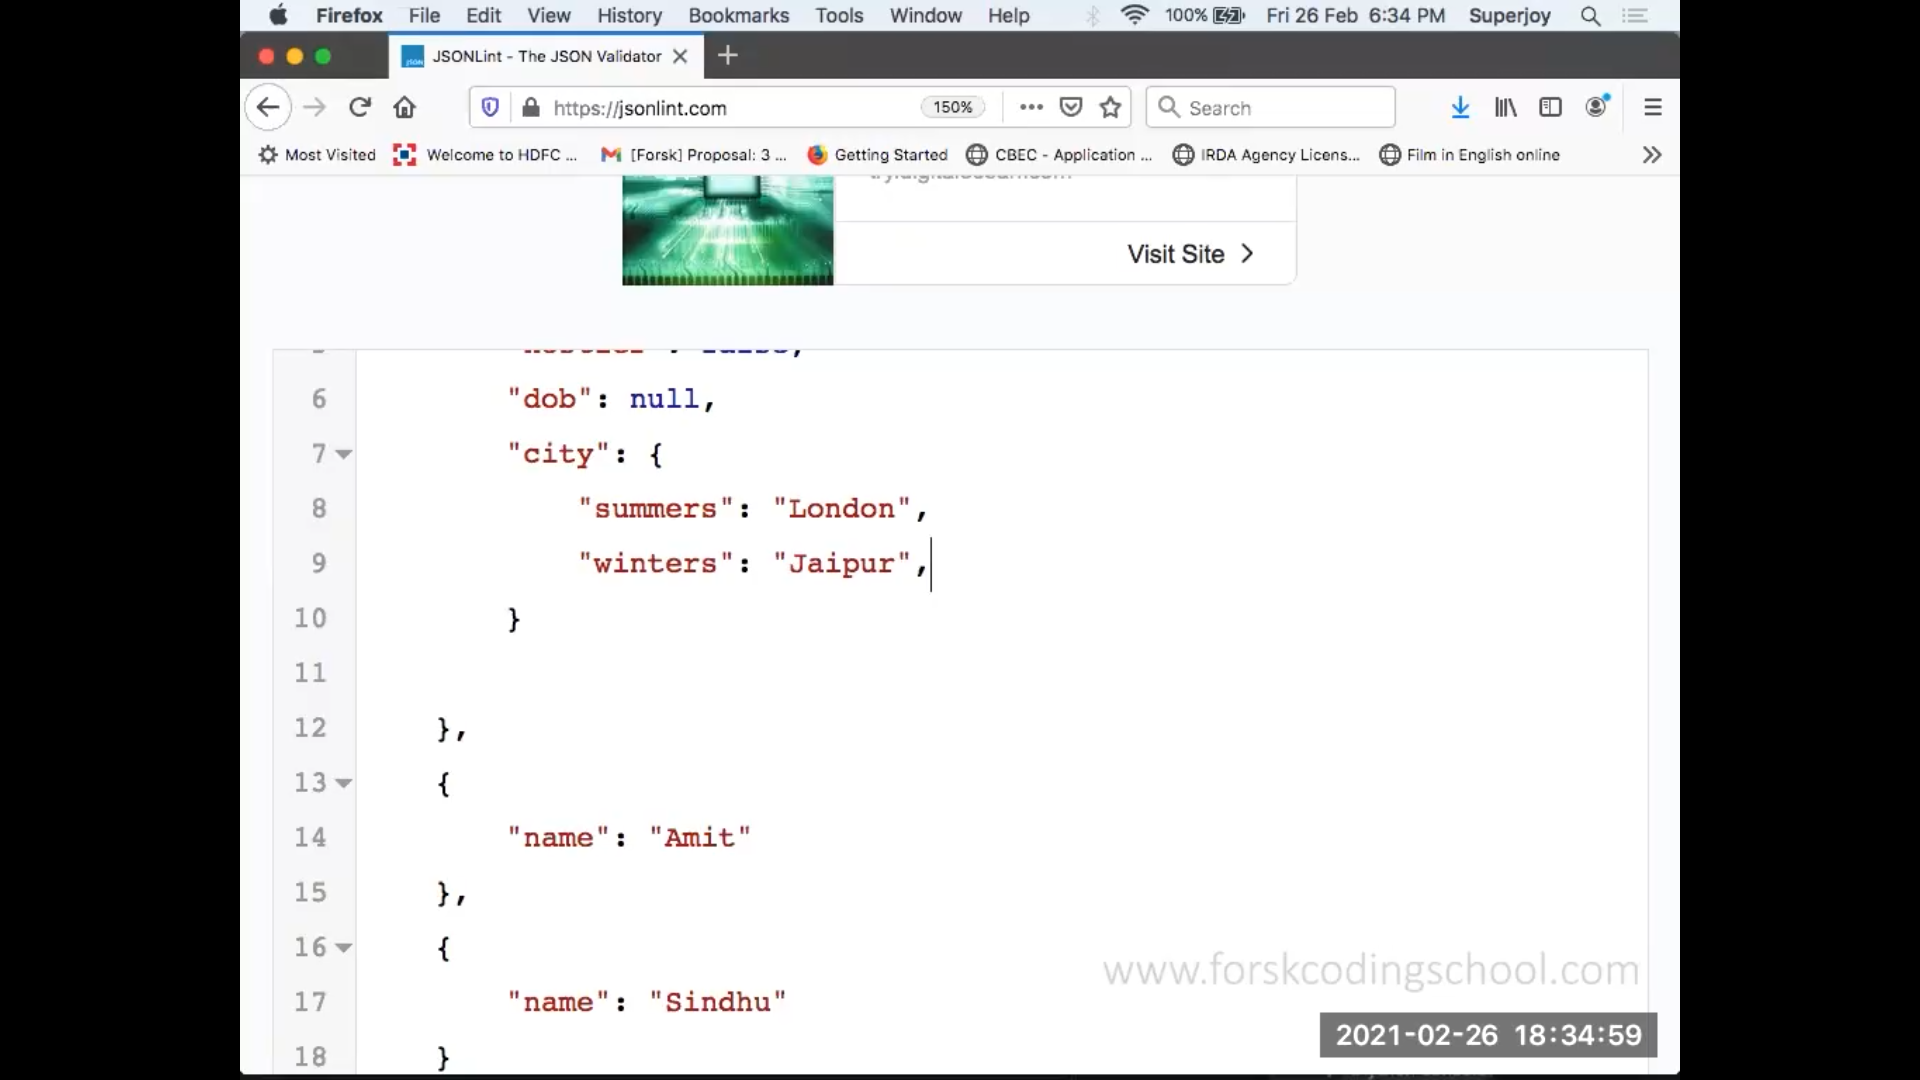 Firefox File Edit View History Bookmarks Tools Window Help 100% Fri 26 Feb 6:34 PM Superjoy
JSONLint - The JSON Validator
https://jsonlint.com 150% Search
Most Visited Welcome to HDFC ... [Forsk] Proposal: 3 ... Getting Started CBEC - Application ... IRDA Agency Licens... Film in English online
Visit Site
6 "dob": null,
7 "city": {
8 "summers": "London",
9 "winters": "Jaipur",
10 }
11
12 },
13 {
14 "name": "Amit"
15 },
16 {
17 "name": "Sindhu"
18 }
www.forskcodingschool.com
2021-02-26 18:34:59